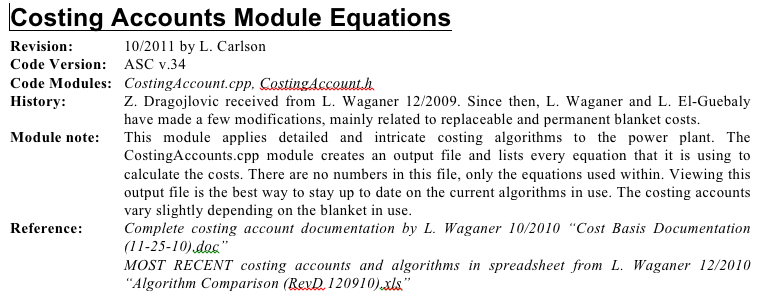 Costing Accounts Module Equations
Revision: 10/2011 by L. Carlson
Code Version: ASC v.34
Code Modules: CostingAccount.cpp, CostingAccount.h
History: Z. Dragojlovic received from L. Waganer 12/2009. Since then, L. Waganer and L. El-Guebaly
have made a few modifications, mainly related to replaceable and permanent blanket costs.
Module note: This module applies detailed and intricate costing algorithms to the power plant. The
CostingAccounts.cpp module creates an output file and lists every equation that it is using to
calculate the costs. There are no numbers in this file, only the equations used within. Viewing this
output file is the best way to stay up to date on the current algorithms in use. The costing accounts
vary slightly depending on the blanket in use.
Reference: Complete costing account documentation by L. Waganer 10/2010 “Cost Basis Documentation
(11-25-10).doc”
MOST RECENT costing accounts and algorithms in spreadsheet from L. Waganer 12/2010
“Algorithm Comparison (RevD 120910).xls”